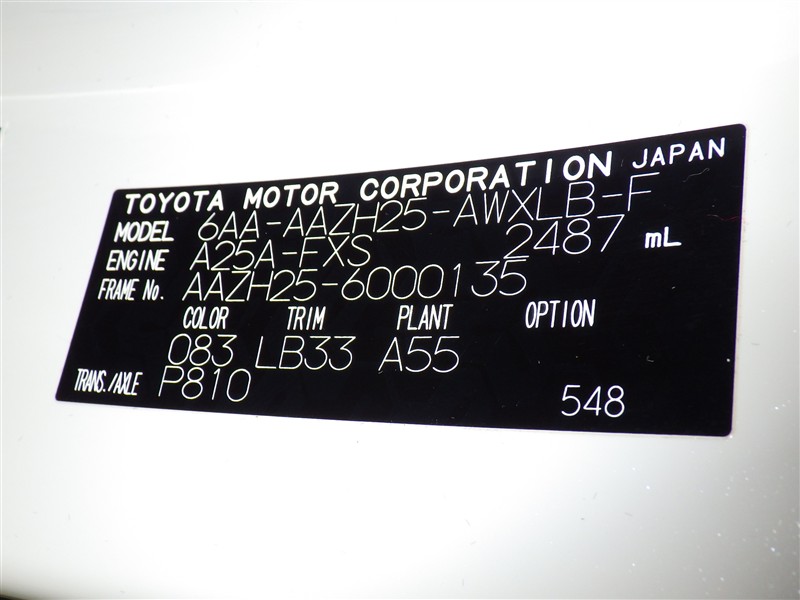 TOYOTA MOTOR CORPORATION JAPAN
MODEL 6AA-AAZH25-AWXLB-F
ENGINE A25A-FXS 2487 mL
FRAME No. AAZH25-6000135
COLOR TRIM PLANT OPTION
083 LB33 A55
TRANS./AXLE P810
548